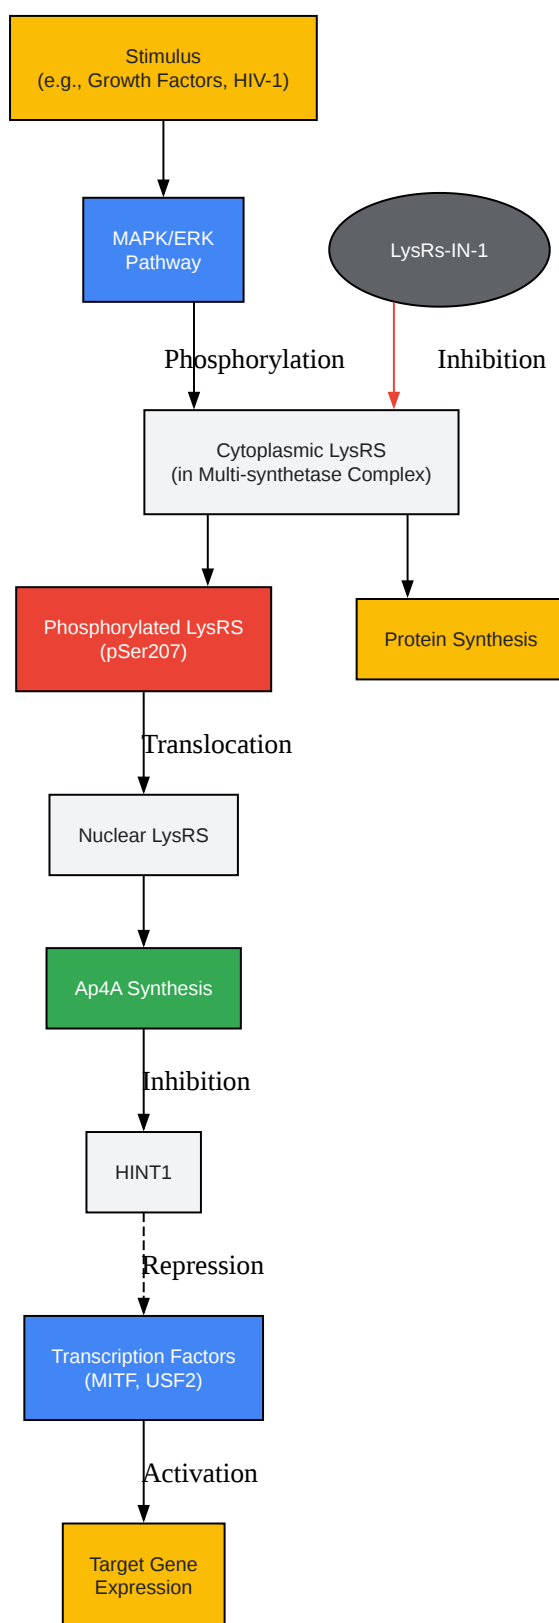 Stimulus
(e.g., Growth Factors, HIV-1)
MAPK/ERK
Pathway
LysRs-IN-1
Phosphorylation
Inhibition
Cytoplasmic LysRS
(in Multi-synthetase Complex)
Phosphorylated LysRS
(pSer207)
Protein Synthesis
Translocation
Nuclear LysRS
Ap4A Synthesis
Inhibition
HINT1
Repression
Transcription Factors
(MITF, USF2)
Activation
Target Gene
Expression